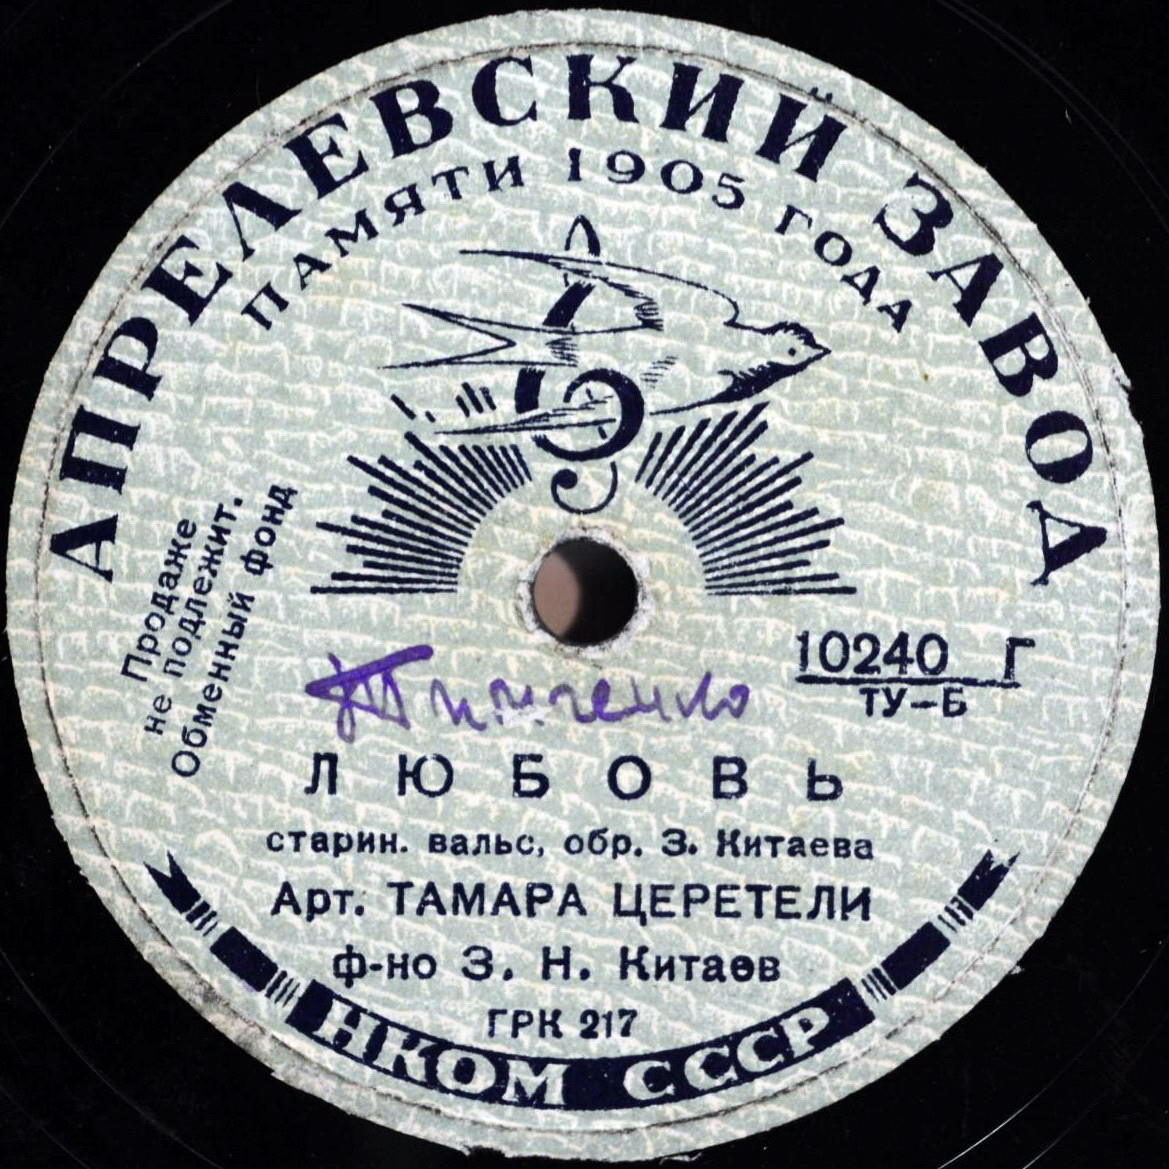 АПРЕЛЕВСКИЙ ЗАВОД
ПАМЯТИ 1905 ГОДА
Продаже
не подлежит.
Обменный фонд
10240 Г
ТУ-Б
ЛЮБОВЬ
старин. вальс, обр. З. Китаева
Арт. ТАМАРА ЦЕРЕТЕЛИ
ф-но З. Н. Китаев
ГРК 217
НКОМ СССР